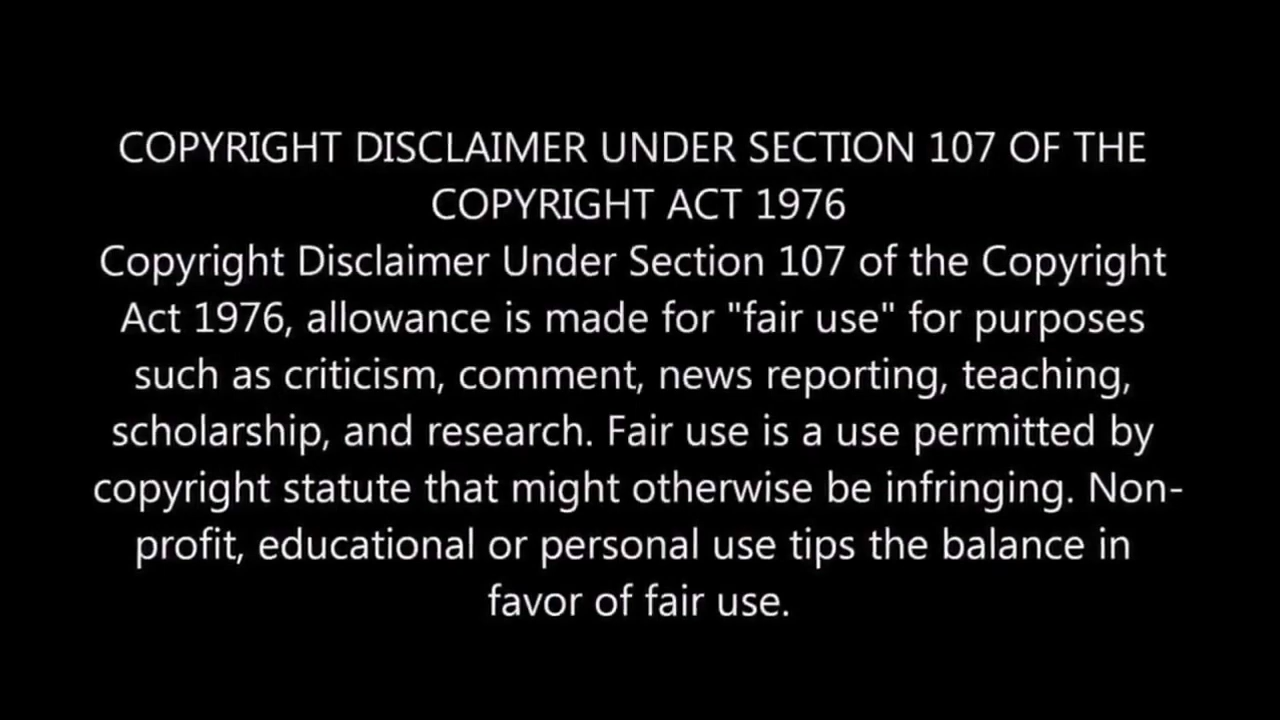 COPYRIGHT DISCLAIMER UNDER SECTION 107 OF THE
COPYRIGHT ACT 1976
Copyright Disclaimer Under Section 107 of the Copyright
Act 1976, allowance is made for "fair use" for purposes
such as criticism, comment, news reporting, teaching,
scholarship, and research. Fair use is a use permitted by
copyright statute that might otherwise be infringing. Non-
profit, educational or personal use tips the balance in
favor of fair use.